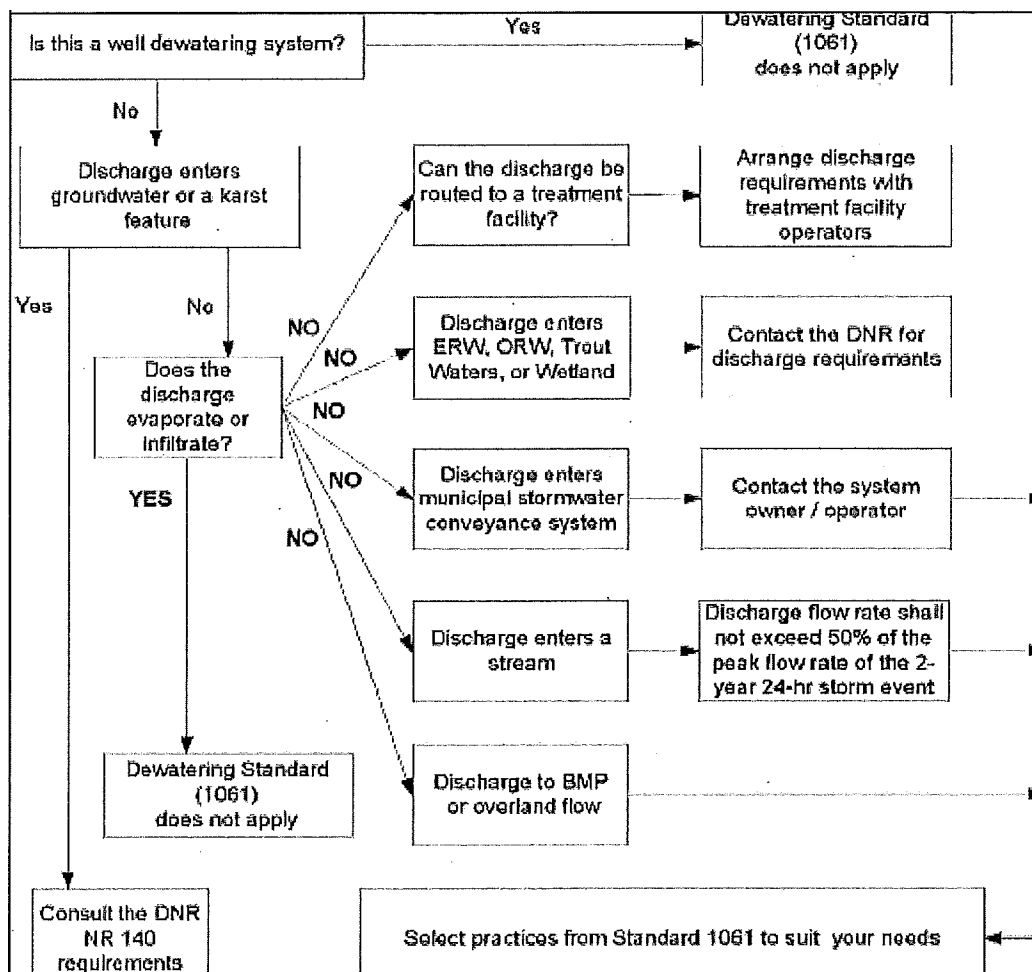 Is this a well dewatering system?
Yes
Dewatering Standard
(1061)
does not apply
No
Discharge enters
groundwater or a karst
feature
Can the discharge be
routed to a treatment
facility?
Arrange discharge
requirements with
treatment facility
operators
Yes
No
NO
Discharge enters
ERW, ORW, Trout
Waters, or Wetland
Contact the DNR for
discharge requirements
NO
Does the
discharge
evaporate or
infiltrate?
NO
YES
NO
Discharge enters
municipal stormwater
conveyance system
Contact the system
owner / operator
NO
Discharge enters a
stream
Discharge flow rate shall
not exceed 50% of the
peak flow rate of the 2-
year 24-hr storm event
Dewatering Standard
(1061)
does not apply
Discharge to BMP
or overland flow
Consult the DNR
NR 140
requirements
Select practices from Standard 1061 to suit your needs